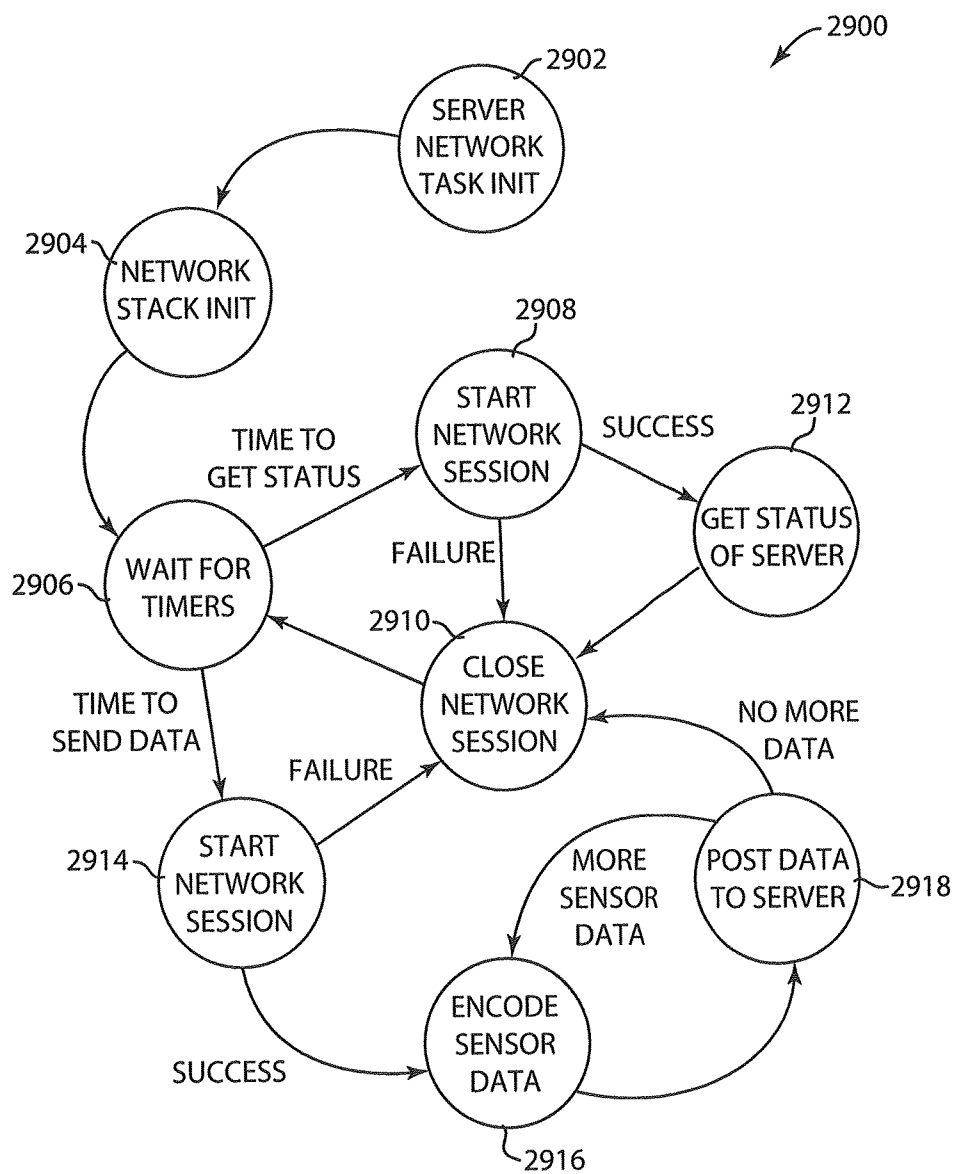 2900
2902
SERVER
NETWORK
TASK INIT
2904
NETWORK
STACK INIT
2908
START
NETWORK
SESSION
SUCCESS
2912
GET STATUS
OF SERVER
TIME TO
GET STATUS
FAILURE
2906
WAIT FOR
TIMERS
2910
CLOSE
NETWORK
SESSION
TIME TO
SEND DATA
FAILURE
NO MORE
DATA
2914
START
NETWORK
SESSION
MORE
SENSOR
DATA
POST DATA
TO SERVER
2918
SUCCESS
ENCODE
SENSOR
DATA
2916